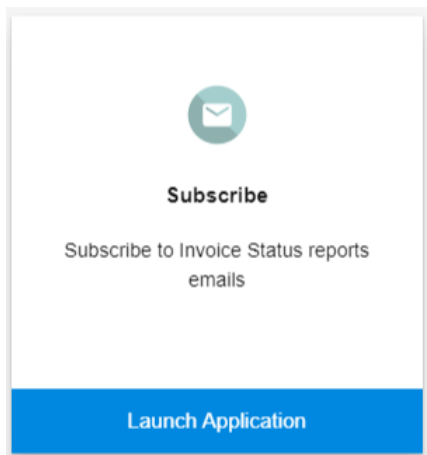 Subscribe
Subscribe to Invoice Status reports
emails
Launch Application